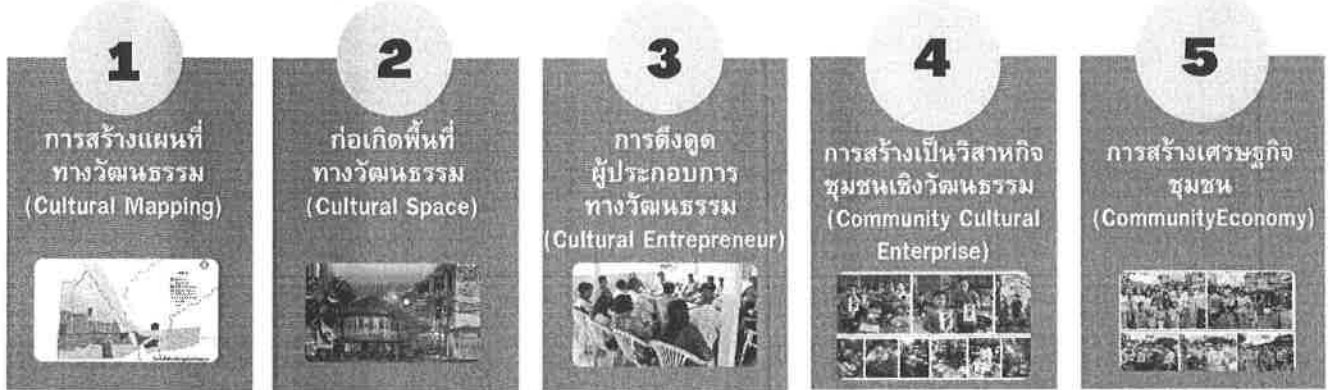 1
การสร้างแผนที่
ทางวัฒนธรรม
(Cultural Mapping)
2
ก่อเกิดพื้นที่
ทางวัฒนธรรม
(Cultural Space)
3
การดึงดูด
ผู้ประกอบการ
ทางวัฒนธรรม
(Cultural Entrepreneur)
4
การสร้างเป็นวิสาหกิจ
ชุมชนเชิงวัฒนธรรม
(Community Cultural
Enterprise)
5
การสร้างเศรษฐกิจ
ชุมชน
(CommunityEconomy)